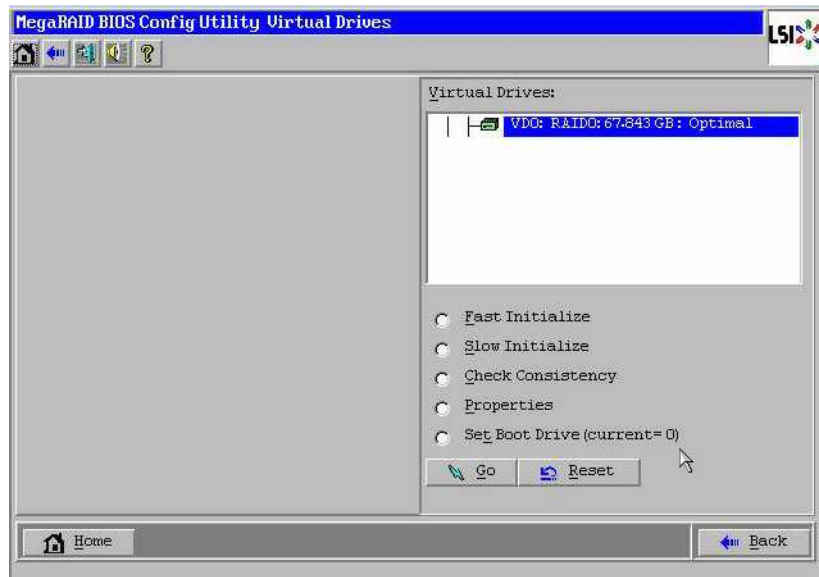 MegaRAID BIOS Config Utility Virtual Drives
LSI
?
Virtual Drives:
VD0: RAID0: 67.843 GB: Optimal
Fast Initialize
Slow Initialize
Check Consistency
Properties
Set Boot Drive (current= 0)
Go Reset
Home Back